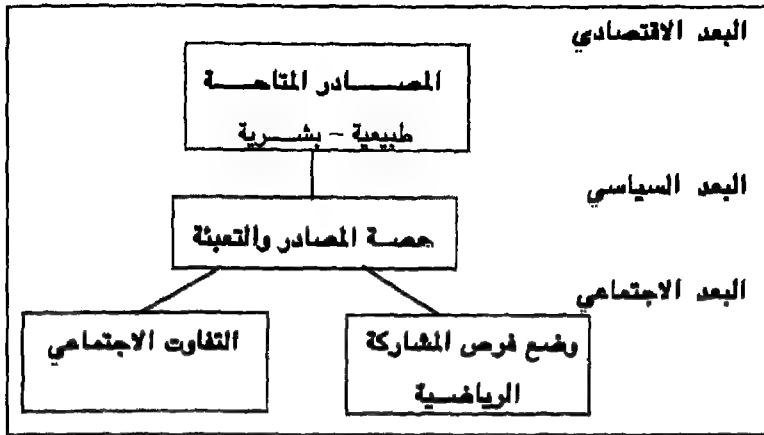 البعد الاقتصادي
المصادر المتاحة
طبيعية - بشرية
البعد السياسي
حصة المصادر والتعبئة
البعد الاجتماعي
وضع فرص المشاركة
الرياضية
التفاوت الاجتماعي